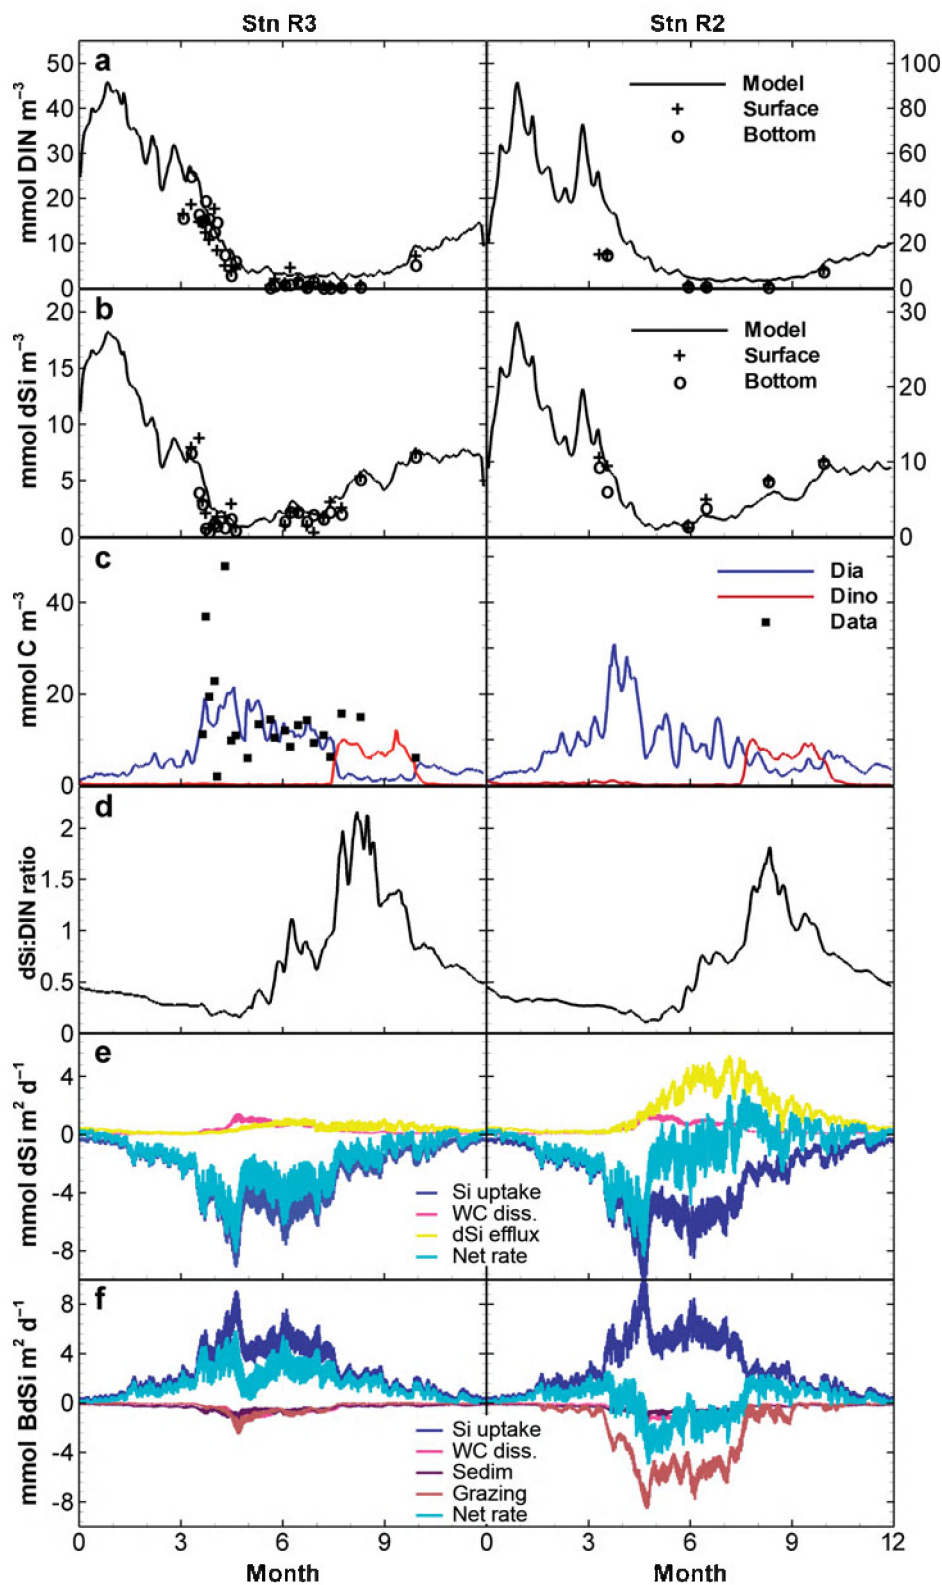 Stn R3 Stn R2
a
mmol DIN m⁻³
50
40
30
20
10
0
100
80
60
40
20
0
Model
Surface
Bottom
b
mmol dSi m⁻³
20
15
10
5
0
30
20
10
0
Model
Surface
Bottom
c
mmol C m⁻³
40
20
0
Dia
Dino
Data
d
dSi:DIN ratio
2
1.5
1
0.5
0
e
mmol dSi m² d⁻¹
4
0
-4
-8
Si uptake
WC diss.
dSi efflux
Net rate
f
mmol BdSi m² d⁻¹
8
4
0
-4
-8
Si uptake
WC diss.
Sedim
Grazing
Net rate
0 3 6 9 0 3 6 9 12
Month Month